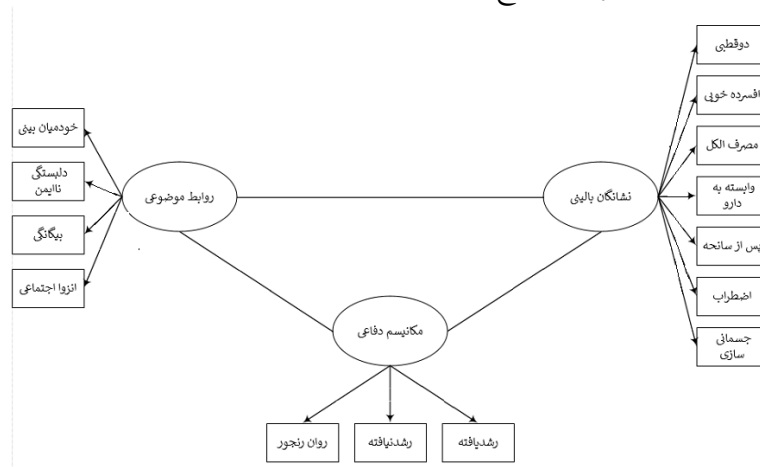 دوقطبی
افسرده خویی
مصرف الکل
وابسته به
دارو
پس از سانحه
اضطراب
جسمانی
سازی
نشانگان بالینی
روابط موضوعی
خودمیان بینی
دلبستگی
ناایمن
بیگانگی
انزوا اجتماعی
مکانیسم دفاعی
رشدیافته
رشدنیافته
روان رنجور